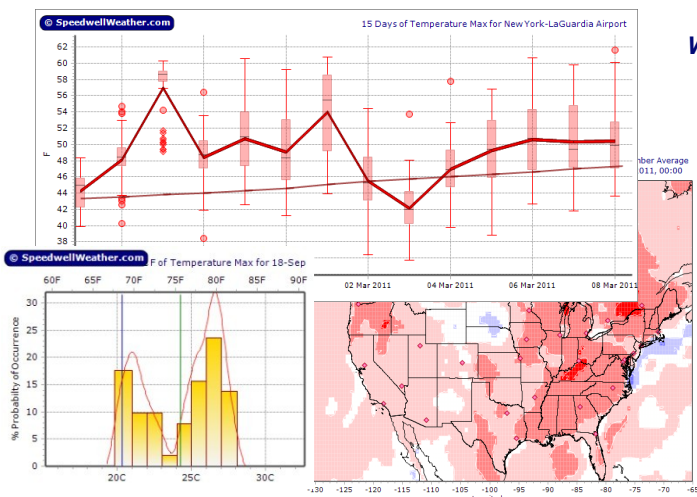 © SpeedwellWeather.com
15 Days of Temperature Max for New York-LaGuardia Airport
62
60
58
56
54
52
50
48
46
44
42
40
38
F
02 Mar 2011
04 Mar 2011
06 Mar 2011
08 Mar 2011
W
mber Average
2011, 00:00
© SpeedwellWeather.com
F of Temperature Max for 18-Sep
60F 65F 70F 75F 80F 85F 90F
30
25
20
15
10
5
0
% Probability of Occurrence
20C 25C 30C
-130 -125 -120 -115 -110 -105 -100 -95 -90 -85 -80 -75 -70 -65